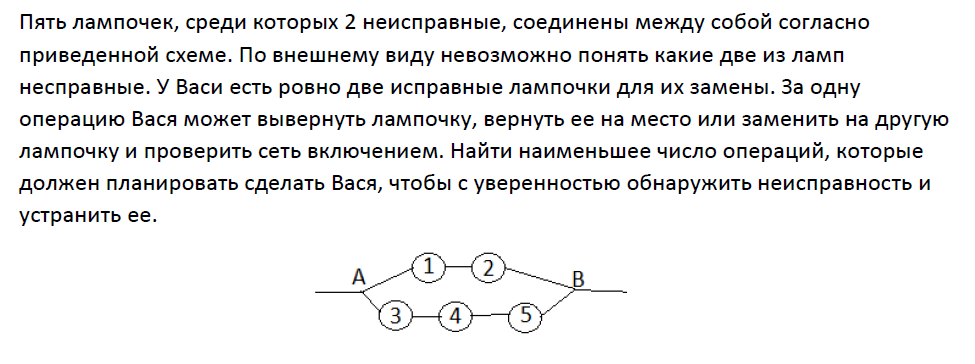 Пять лампочек, среди которых 2 неисправные, соединены между собой согласно
приведенной схеме. По внешнему виду невозможно понять какие две из ламп
несправные. У Васи есть ровно две исправные лампочки для их замены. За одну
операцию Вася может вывернуть лампочку, вернуть ее на место или заменить на другую
лампочку и проверить сеть включением. Найти наименьшее число операций, которые
должен планировать сделать Вася, чтобы с уверенностью обнаружить неисправность и
устранить ее.
A 1 2 B
3 4 5